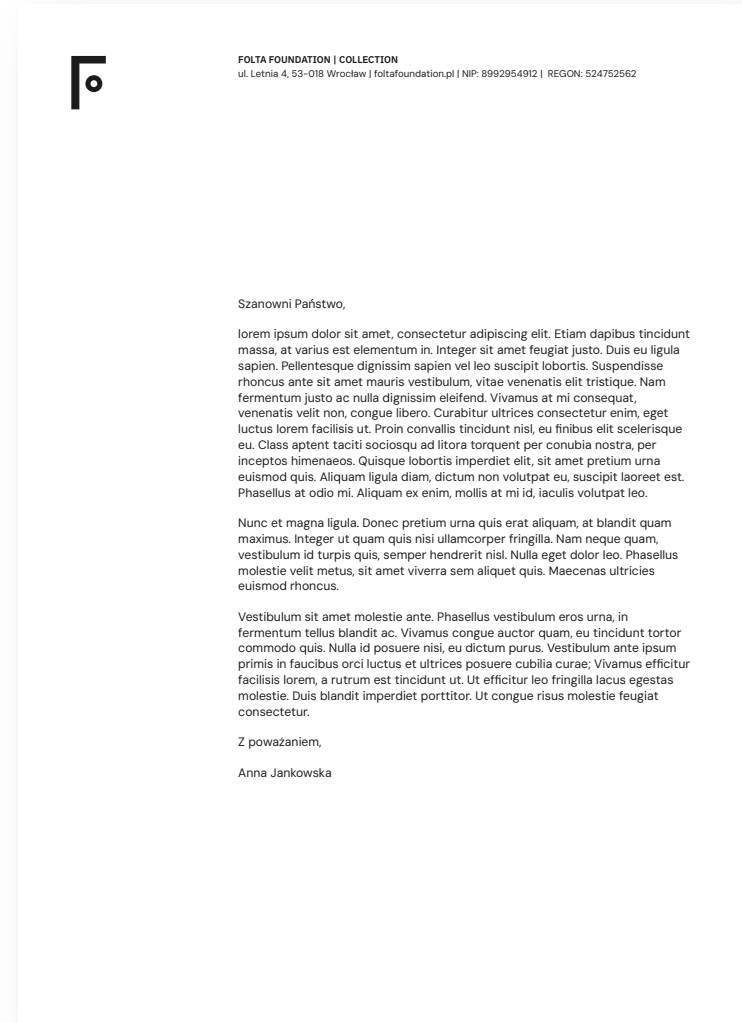 Fo
FOLTA FOUNDATION | COLLECTION
ul. Letnia 4, 53-018 Wrocław | foltafoundation.pl | NIP: 8992954912 | REGON: 524752562
Szanowni Państwo,
lorem ipsum dolor sit amet, consectetur adipiscing elit. Etiam dapibus tincidunt
massa, at varius est elementum in. Integer sit amet feugiat justo. Duis eu ligula
sapien. Pellentesque dignissim sapien vel leo suscipit lobortis. Suspendisse
rhoncus ante sit amet mauris vestibulum, vitae venenatis elit tristique. Nam
fermentum justo ac nulla dignissim eleifend. Vivamus at mi consequat,
venenatis velit non, congue libero. Curabitur ultrices consectetur enim, eget
luctus lorem facilisis ut. Proin convallis tincidunt nisl, eu finibus elit scelerisque
eu. Class aptent taciti sociosqu ad litora torquent per conubia nostra, per
inceptos himenaeos. Quisque lobortis imperdiet elit, sit amet pretium urna
euismod quis. Aliquam ligula diam, dictum non volutpat eu, suscipit laoreet est.
Phasellus at odio mi. Aliquam ex enim, mollis at mi id, iaculis volutpat leo.
Nunc et magna ligula. Donec pretium urna quis erat aliquam, at blandit quam
maximus. Integer ut quam quis nisi ullamcorper fringilla. Nam neque quam,
vestibulum id turpis quis, semper hendrerit nisl. Nulla eget dolor leo. Phasellus
molestie velit metus, sit amet viverra sem aliquet quis. Maecenas ultricies
euismod rhoncus.
Vestibulum sit amet molestie ante. Phasellus vestibulum eros urna, in
fermentum tellus blandit ac. Vivamus congue auctor quam, eu tincidunt tortor
commodo quis. Nulla id posuere nisi, eu dictum purus. Vestibulum ante ipsum
primis in faucibus orci luctus et ultrices posuere cubilia curae; Vivamus efficitur
facilisis lorem, a rutrum est tincidunt ut. Ut efficitur leo fringilla lacus egestas
molestie. Duis blandit imperdiet porttitor. Ut congue risus molestie feugiat
consectetur.
Z poważaniem,
Anna Jankowska